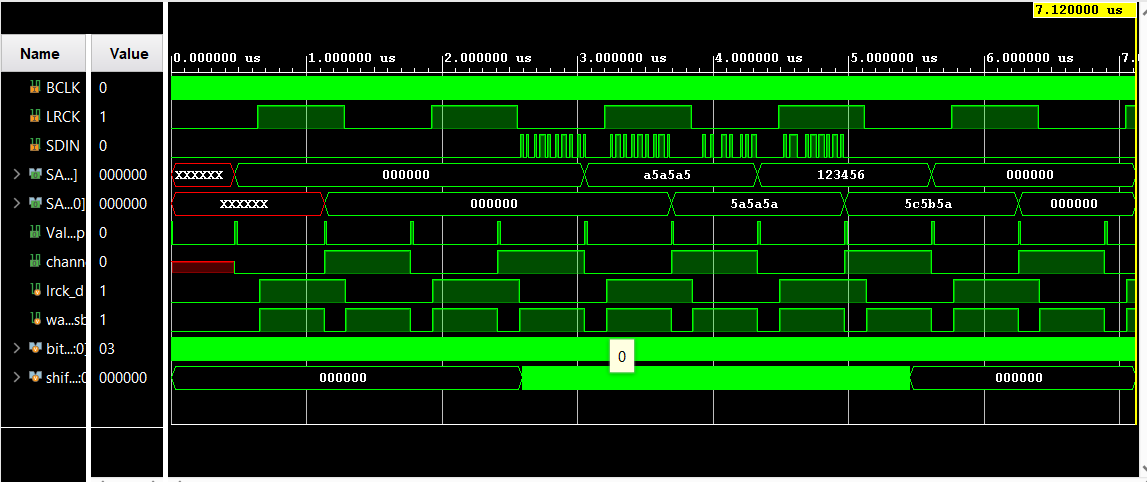 7.120000 us
Name Value
0.000000 us 1.000000 us 2.000000 us 3.000000 us 4.000000 us 5.000000 us 6.000000 us 7.
BCLK 0
LRCK 1
SDIN 0
SA...] 000000 XXXXXX 000000 a5a5a5 123456 000000
SA...0] 000000 XXXXXX 000000 5a5a5a 5c5b5a 000000
Val...p 0
chann 0
lrck_d 1
wa...sb 1
bit...:0] 03
0
shif...:0 000000 000000 000000